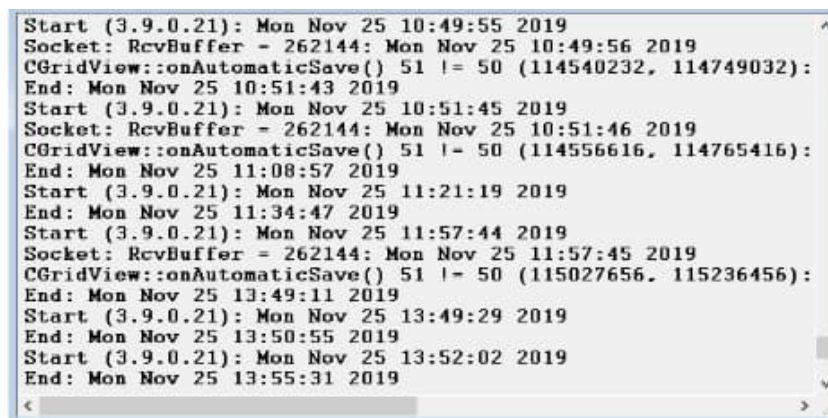 Start (3.9.0.21): Mon Nov 25 10:49:55 2019
Socket: RcvBuffer = 262144: Mon Nov 25 10:49:56 2019
CGridView::onAutomaticSave() 51 != 50 (114540232, 114749032):
End: Mon Nov 25 10:51:43 2019
Start (3.9.0.21): Mon Nov 25 10:51:45 2019
Socket: RcvBuffer = 262144: Mon Nov 25 10:51:46 2019
CGridView::onAutomaticSave() 51 != 50 (114556616, 114765416):
End: Mon Nov 25 11:08:57 2019
Start (3.9.0.21): Mon Nov 25 11:21:19 2019
End: Mon Nov 25 11:34:47 2019
Start (3.9.0.21): Mon Nov 25 11:57:44 2019
Socket: RcvBuffer = 262144: Mon Nov 25 11:57:45 2019
CGridView::onAutomaticSave() 51 != 50 (115027656, 115236456):
End: Mon Nov 25 13:49:11 2019
Start (3.9.0.21): Mon Nov 25 13:49:29 2019
End: Mon Nov 25 13:50:55 2019
Start (3.9.0.21): Mon Nov 25 13:52:02 2019
End: Mon Nov 25 13:55:31 2019